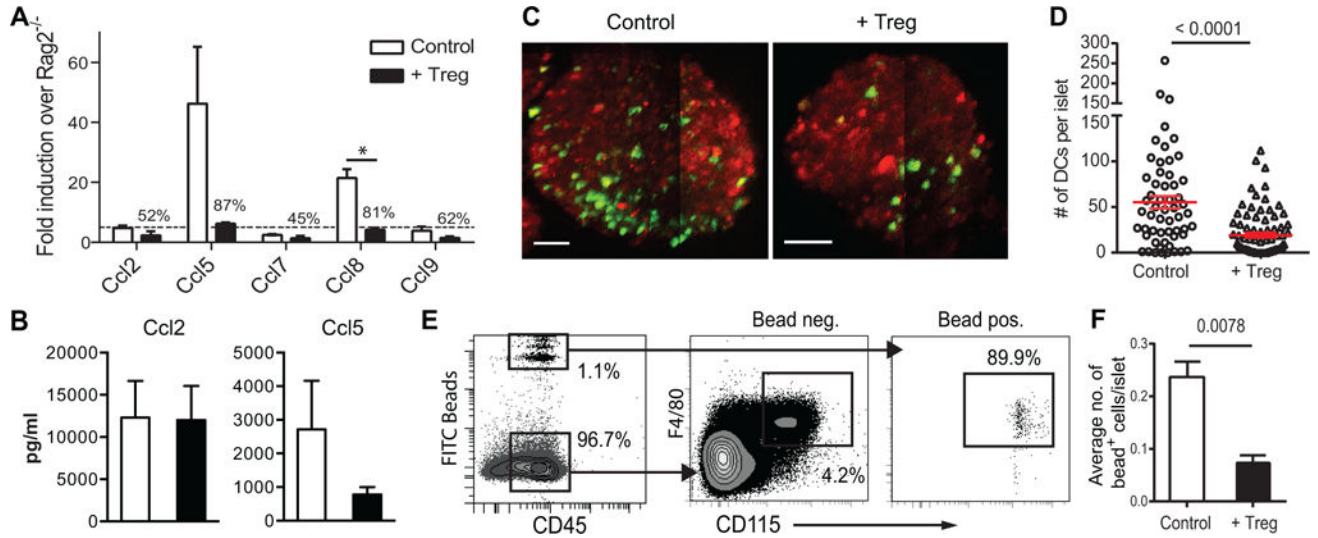 A
Fold induction over Rag2-/-
60
40
20
0
Control
+ Treg
*
52%
87%
45%
81%
62%
Ccl2
Ccl5
Ccl7
Ccl8
Ccl9
B
Ccl2
Ccl5
pg/ml
20000
15000
10000
5000
0
5000
4000
3000
2000
1000
0
C
Control
+ Treg
D
< 0.0001
# of DCs per islet
300
250
200
150
100
50
0
Control
+ Treg
E
Bead neg.
Bead pos.
FITC Beads
1.1%
96.7%
CD45
F4/80
4.2%
CD115
89.9%
F
0.0078
Average no. of
bead+ cells/islet
0.3
0.2
0.1
0.0
Control
+ Treg